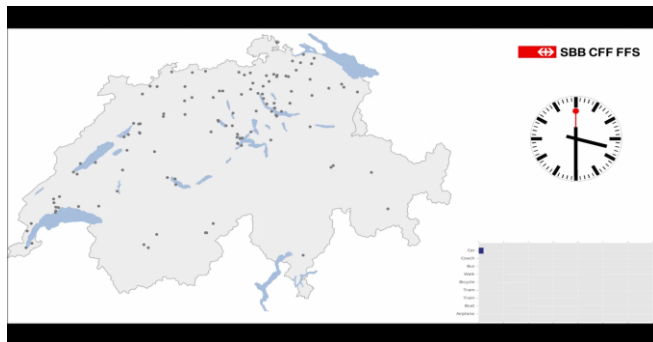 SBB CFF FFS
Car
Coach
Bus
Walk
Bicycle
Tram
Train
Boat
Airplane